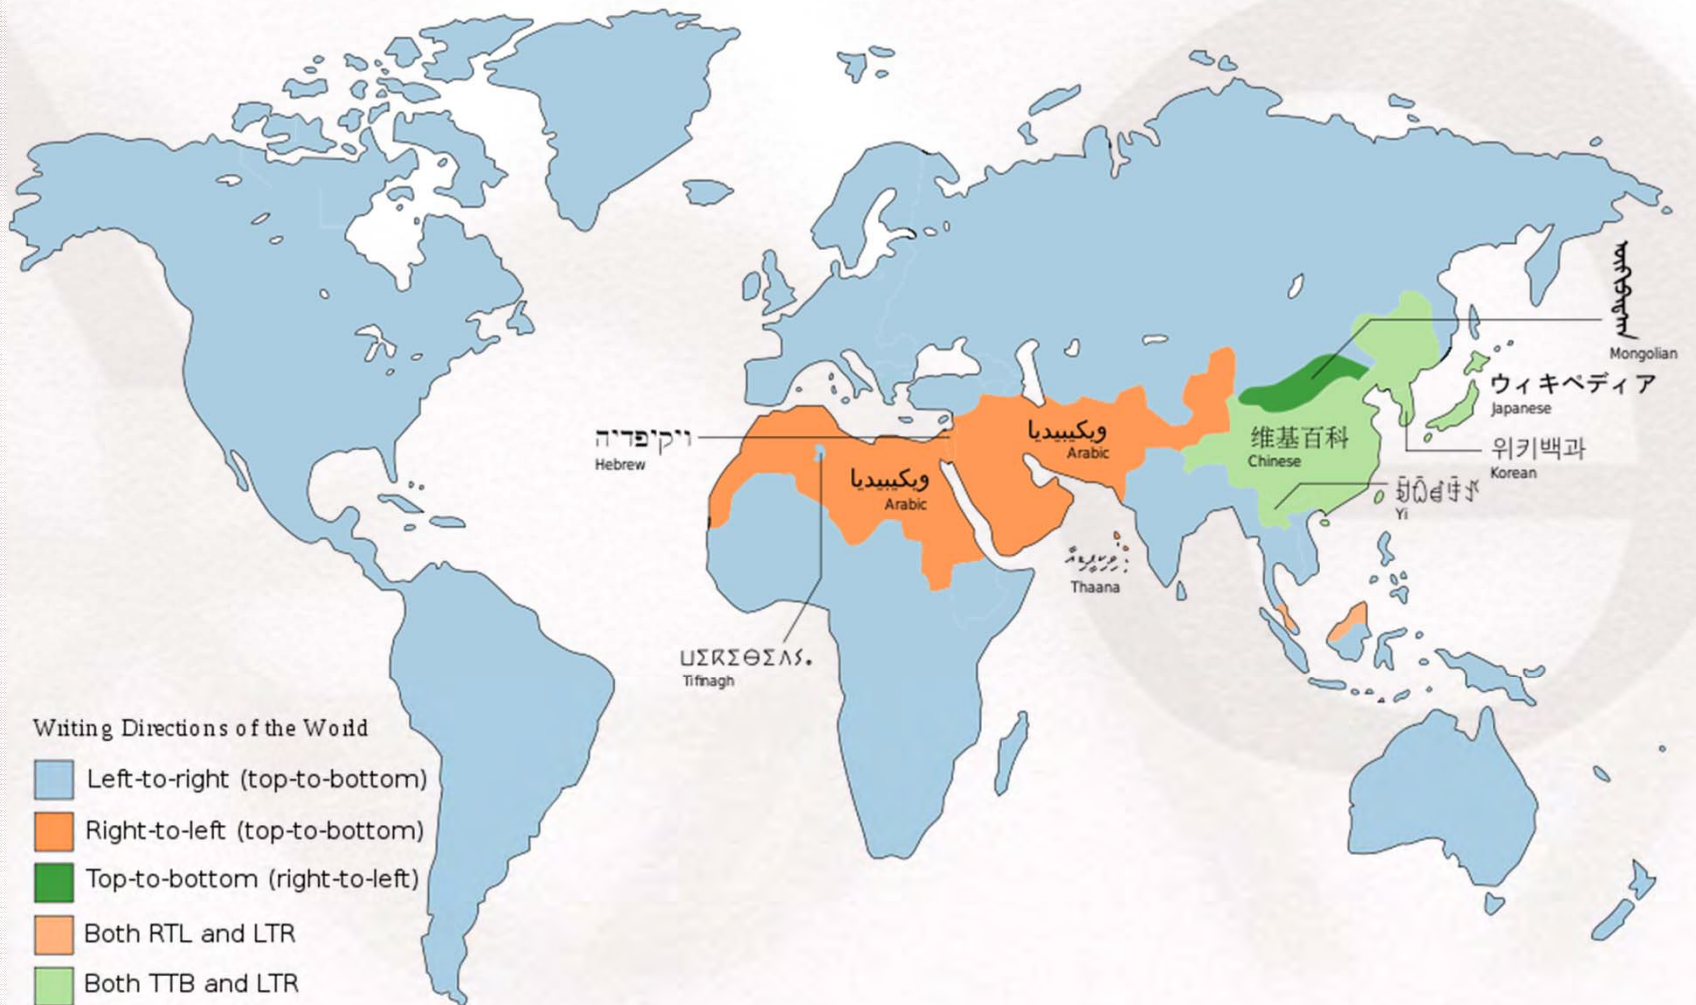 Mongolian
ウィキペディア
Japanese
ויקיפדיה
Hebrew
ويكيبيديا
Arabic
维基百科
Chinese
위키백과
Korean
ويكيبيديا
Arabic
Yi
Thaana
ⵡⵉⴽⵉⴱⵉⴷⵢ.
Tifinagh
Writing Directions of the World
Left-to-right (top-to-bottom)
Right-to-left (top-to-bottom)
Top-to-bottom (right-to-left)
Both RTL and LTR
Both TTB and LTR